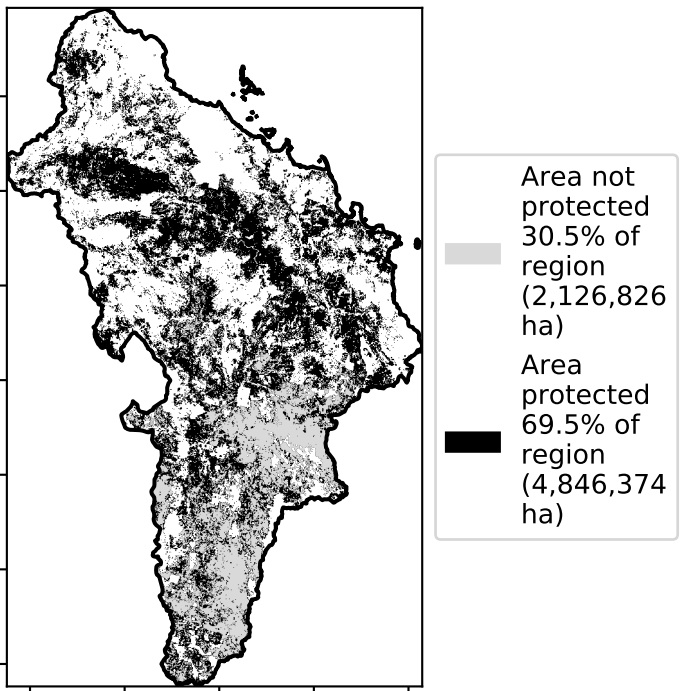 Area not
protected
30.5% of
region
(2,126,826
ha)
Area
protected
69.5% of
region
(4,846,374
ha)